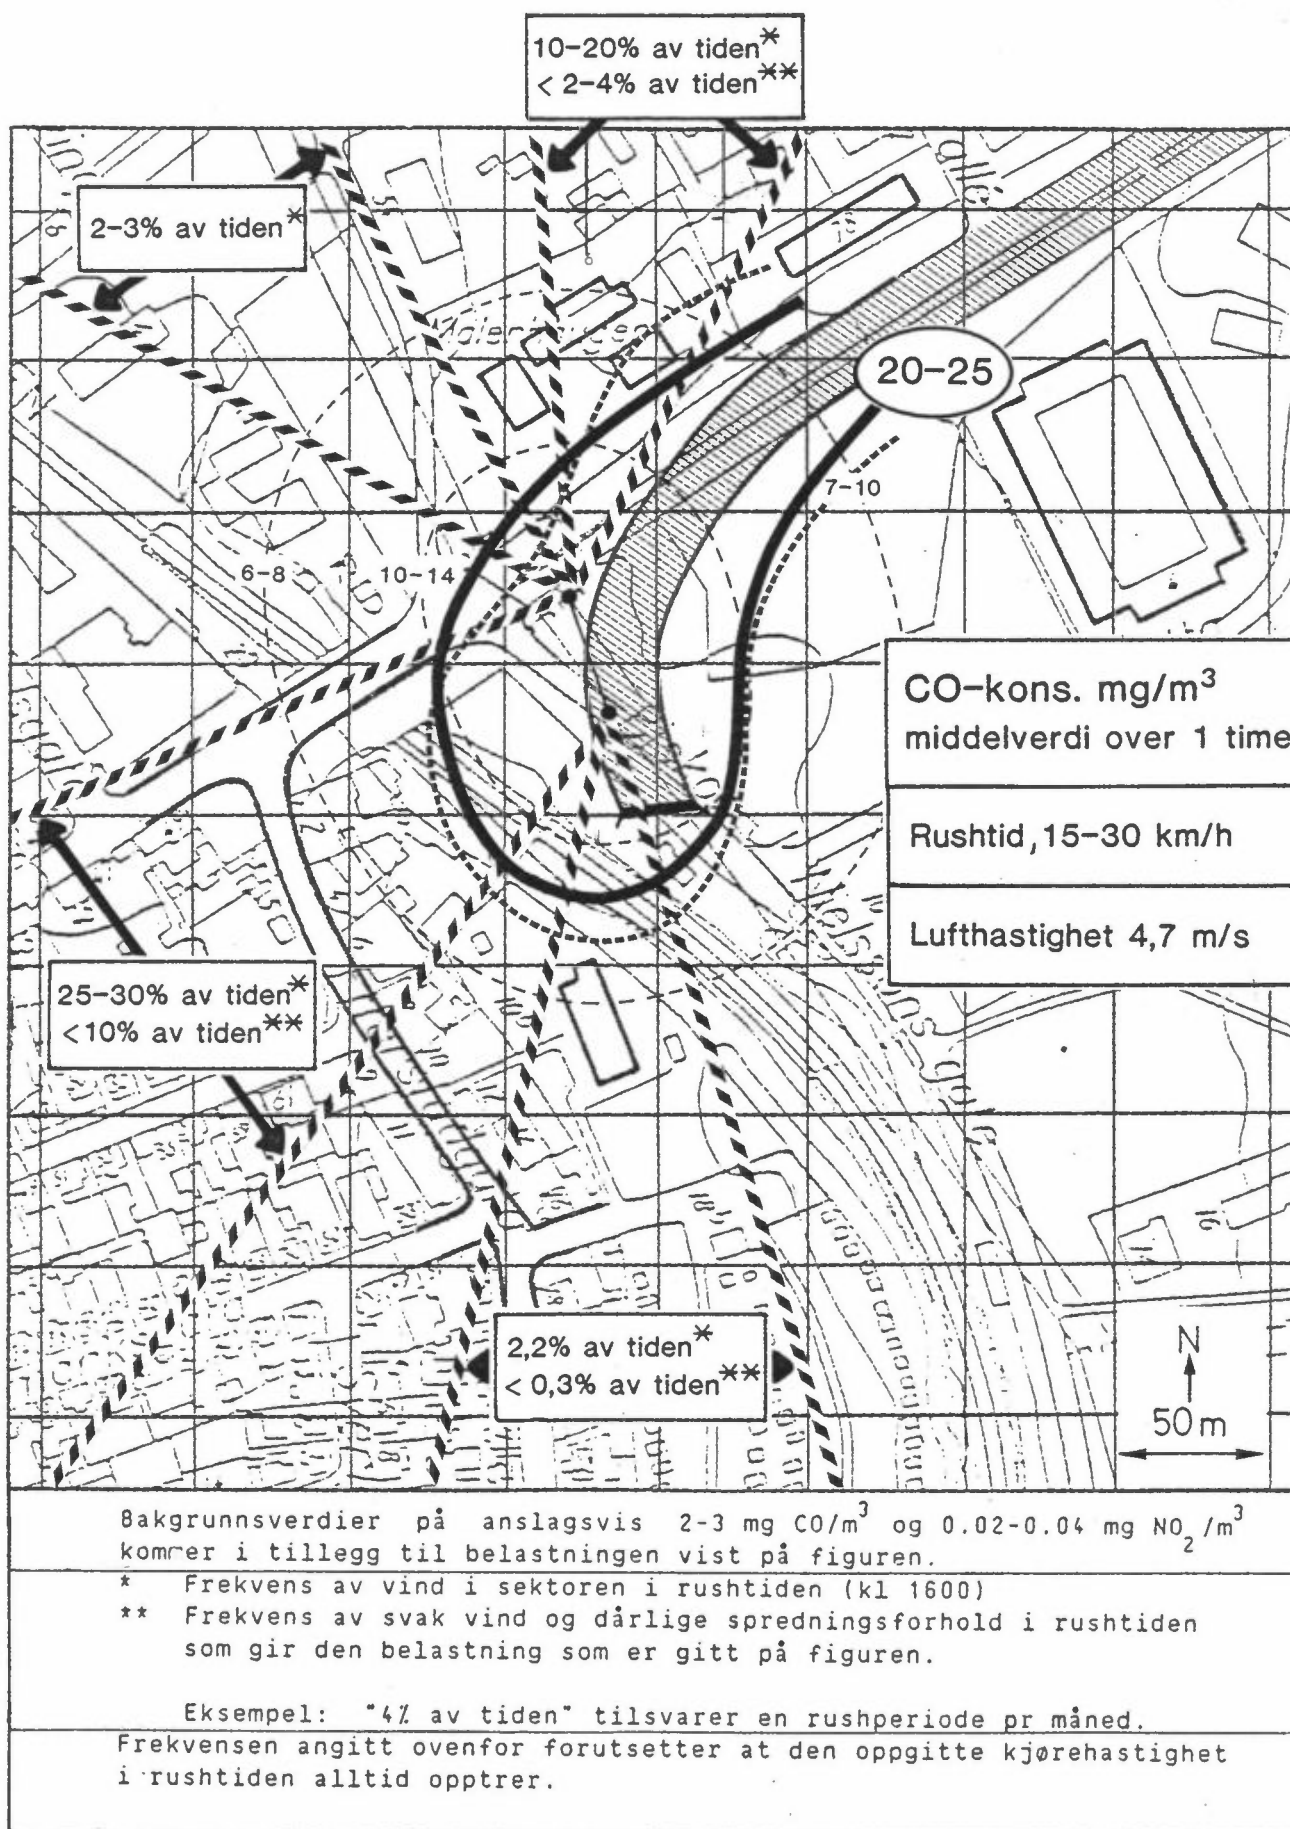 10-20% av tiden*
< 2-4% av tiden**
2-3% av tiden*
20-25
7-10
6-8
10-14
CO-kons. mg/m³
middelverdi over 1 time
Rushtid, 15-30 km/h
Lufthastighet 4,7 m/s
25-30% av tiden*
<10% av tiden**
2,2% av tiden*
< 0,3% av tiden**
16
N
50 m
Bakgrunnsverdier på anslagsvis 2-3 mg CO/m³ og 0.02-0.04 mg NO₂/m³
kommer i tillegg til belastningen vist på figuren.
* Frekvens av vind i sektoren i rushtiden (kl 1600)
** Frekvens av svak vind og dårlige spredningsforhold i rushtiden
som gir den belastning som er gitt på figuren.
Eksempel: "4% av tiden" tilsvarer en rushperiode pr måned.
Frekvensen angitt ovenfor forutsetter at den oppgitte kjørehastighet
i rushtiden alltid opptrer.